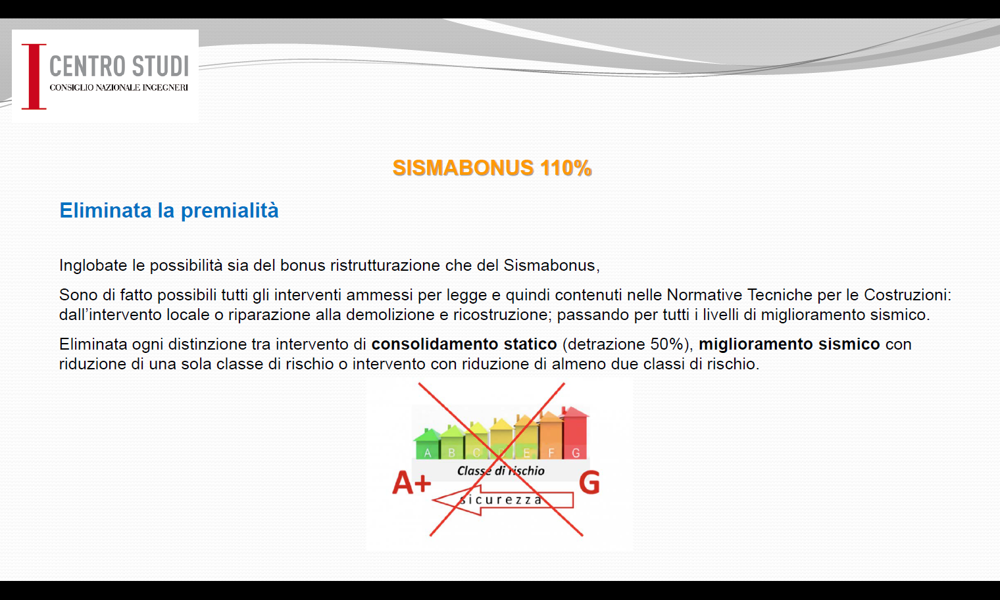 CENTRO STUDI
CONSIGLIO NAZIONALE INGEGNERI
SISMABONUS 110%
Eliminata la premialità
Inglobate le possibilità sia del bonus ristrutturazione che del Sismabonus,
Sono di fatto possibili tutti gli interventi ammessi per legge e quindi contenuti nelle Normative Tecniche per le Costruzioni:
dall’intervento locale o riparazione alla demolizione e ricostruzione; passando per tutti i livelli di miglioramento sismico.
Eliminata ogni distinzione tra intervento di consolidamento statico (detrazione 50%), miglioramento sismico con
riduzione di una sola classe di rischio o intervento con riduzione di almeno due classi di rischio.
A B C E F G
Classe di rischio
A+ G
sicurezza